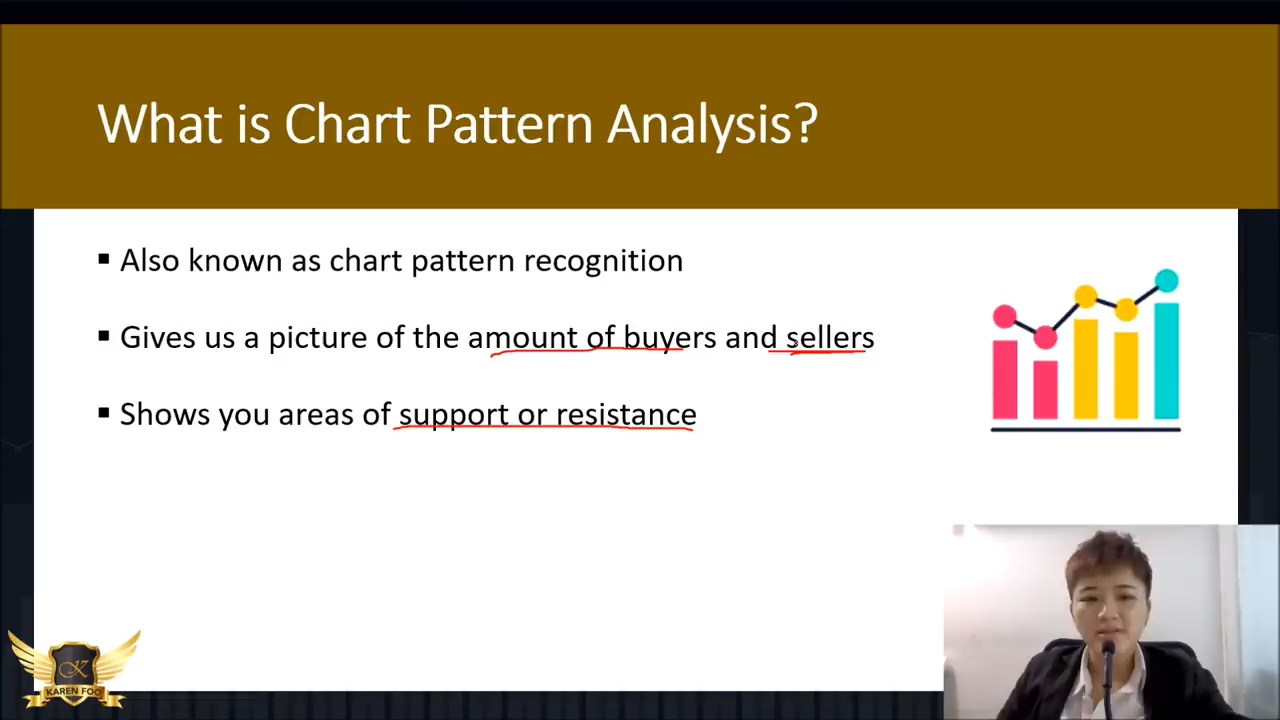 What is Chart Pattern Analysis?
▪ Also known as chart pattern recognition
▪ Gives us a picture of the amount of buyers and sellers
▪ Shows you areas of support or resistance
K
KAREN FOO